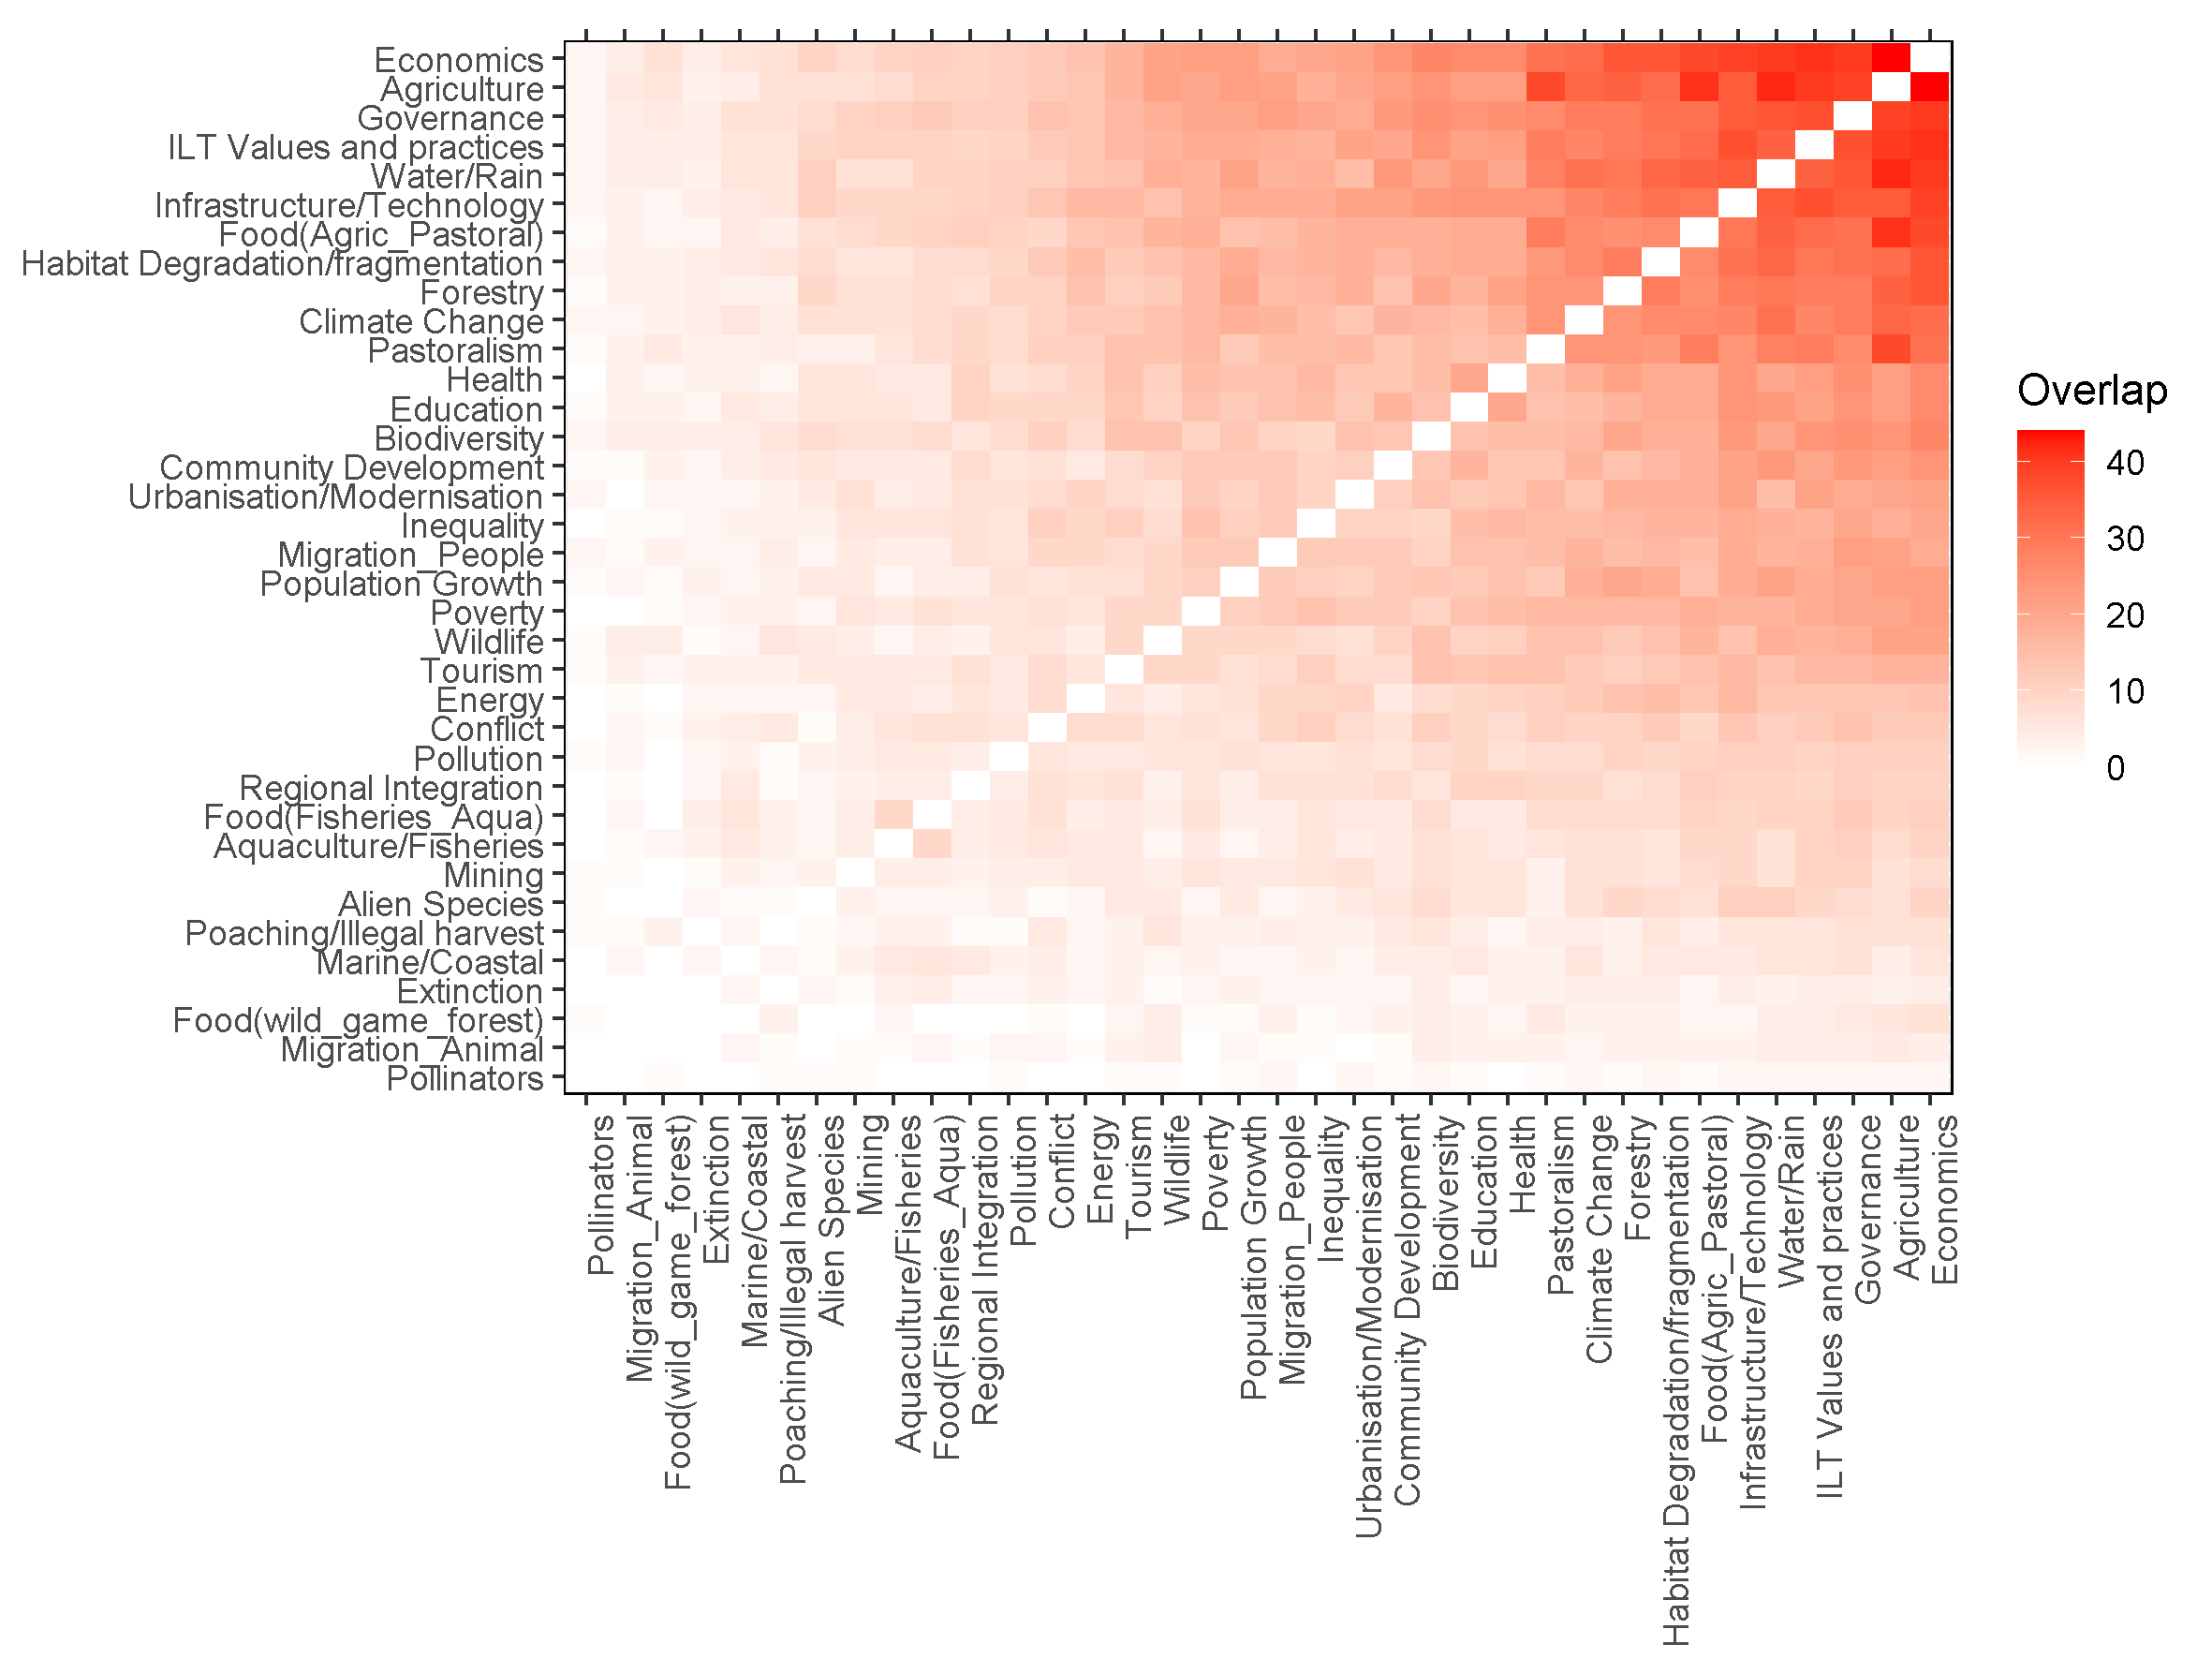 Economics
Agriculture
Governance
ILT Values and practices
Water/Rain
Infrastructure/Technology
Food(Agric_Pastoral)
Habitat Degradation/fragmentation
Forestry
Climate Change
Pastoralism
Health
Education
Biodiversity
Community Development
Urbanisation/Modernisation
Inequality
Migration_People
Population Growth
Poverty
Wildlife
Tourism
Energy
Conflict
Pollution
Regional Integration
Food(Fisheries_Aqua)
Aquaculture/Fisheries
Mining
Alien Species
Poaching/Illegal harvest
Marine/Coastal
Extinction
Food(wild_game_forest)
Migration_Animal
Pollinators
Pollinators
Migration_Animal
Food(wild_game_forest)
Extinction
Marine/Coastal
Poaching/Illegal harvest
Alien Species
Mining
Aquaculture/Fisheries
Food(Fisheries_Aqua)
Regional Integration
Pollution
Conflict
Energy
Tourism
Wildlife
Poverty
Population Growth
Migration_People
Inequality
Urbanisation/Modernisation
Community Development
Biodiversity
Education
Health
Pastoralism
Climate Change
Forestry
Habitat Degradation/fragmentation
Food(Agric_Pastoral)
Infrastructure/Technology
Water/Rain
ILT Values and practices
Governance
Agriculture
Economics
Overlap
40
30
20
10
0